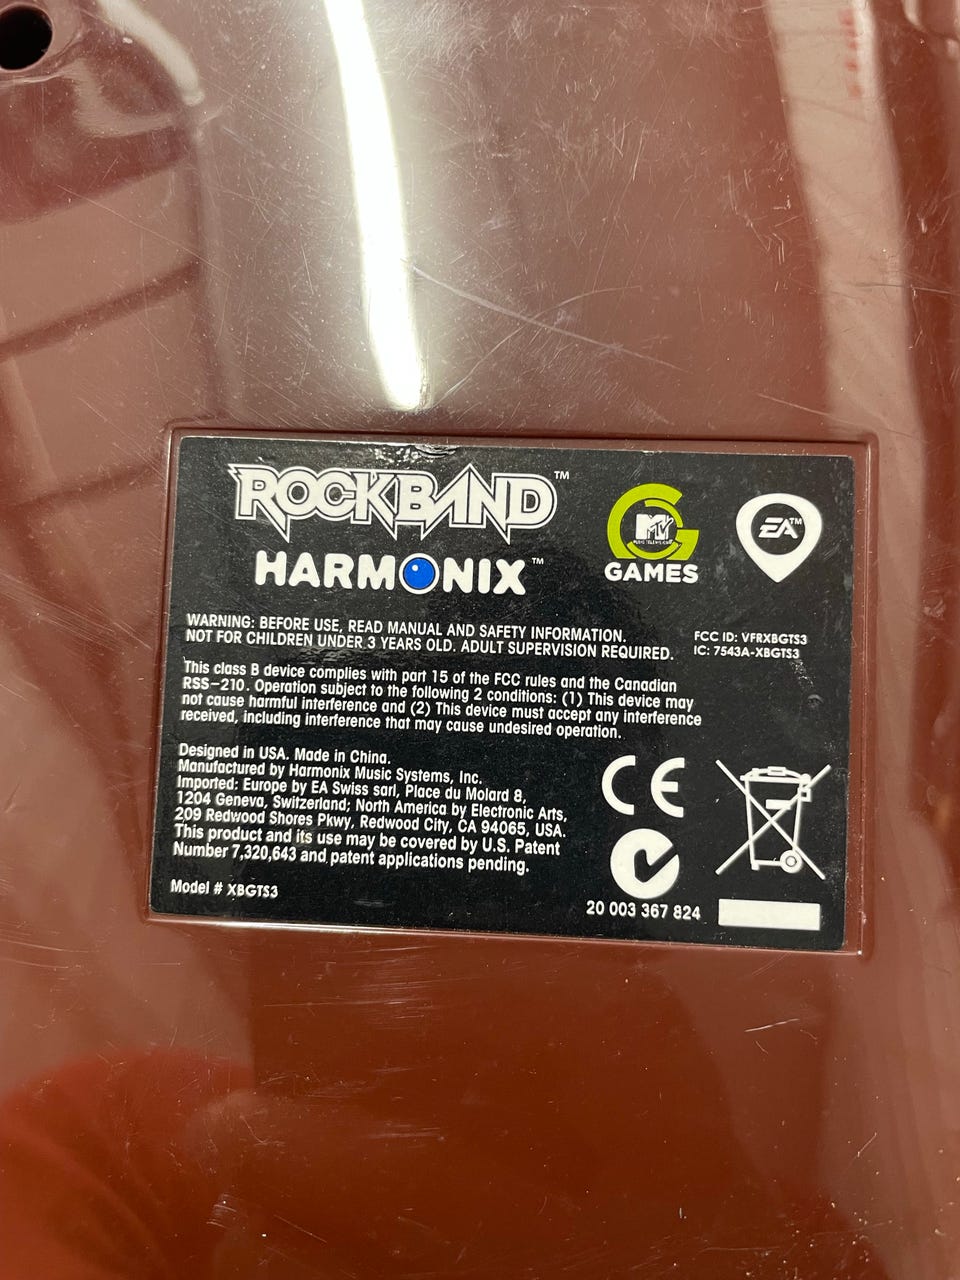 ROCKBAND™
HARMONIX™
MTV
MUSIC TELEVISION
GAMES
EA™
WARNING: BEFORE USE, READ MANUAL AND SAFETY INFORMATION.
NOT FOR CHILDREN UNDER 3 YEARS OLD. ADULT SUPERVISION REQUIRED.
FCC ID: VFRXBGTS3
IC: 7543A-XBGTS3
This class B device complies with part 15 of the FCC rules and the Canadian
RSS-210. Operation subject to the following 2 conditions: (1) This device may
not cause harmful interference and (2) This device must accept any interference
received, including interference that may cause undesired operation.
Designed in USA. Made in China.
Manufactured by Harmonix Music Systems, Inc.
Imported: Europe by EA Swiss sarl, Place du Molard 8,
1204 Geneva, Switzerland; North America by Electronic Arts,
209 Redwood Shores Pkwy, Redwood City, CA 94065, USA.
This product and its use may be covered by U.S. Patent
Number 7,320,643 and patent applications pending.
CE
Model # XBGTS3
20 003 367 824